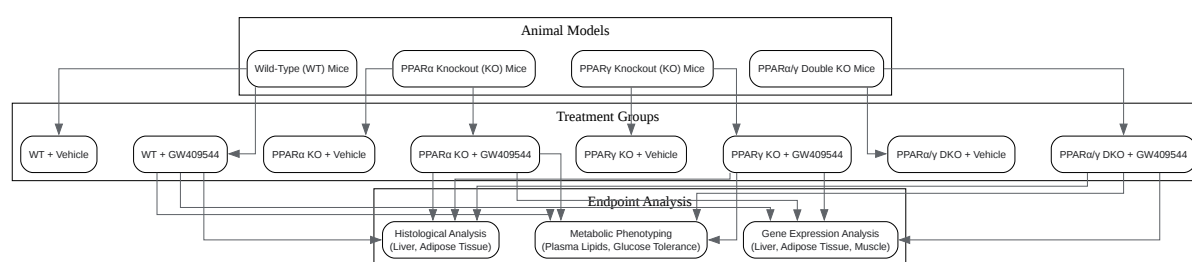 Animal Models
Wild-Type (WT) Mice
PPARα Knockout (KO) Mice
PPARγ Knockout (KO) Mice
PPARα/γ Double KO Mice
Treatment Groups
WT + Vehicle
WT + GW409544
PPARα KO + Vehicle
PPARα KO + GW409544
PPARγ KO + Vehicle
PPARγ KO + GW409544
PPARα/γ DKO + Vehicle
PPARα/γ DKO + GW409544
Endpoint Analysis
Histological Analysis
(Liver, Adipose Tissue)
Metabolic Phenotyping
(Plasma Lipids, Glucose Tolerance)
Gene Expression Analysis
(Liver, Adipose Tissue, Muscle)